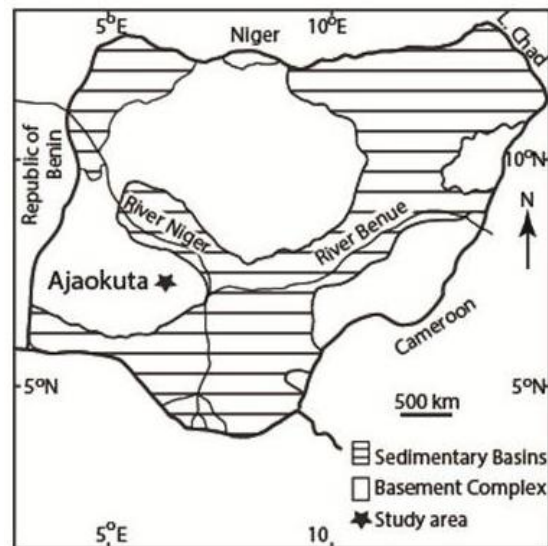 5°E 10°E
Niger
L. Chad
Republic of
Benin
10°N
N
River Niger
River Benue
Ajaokuta
Cameroon
5°N 5°N
500 km
Sedimentary Basins
Basement Complex
Study area
5°E 10